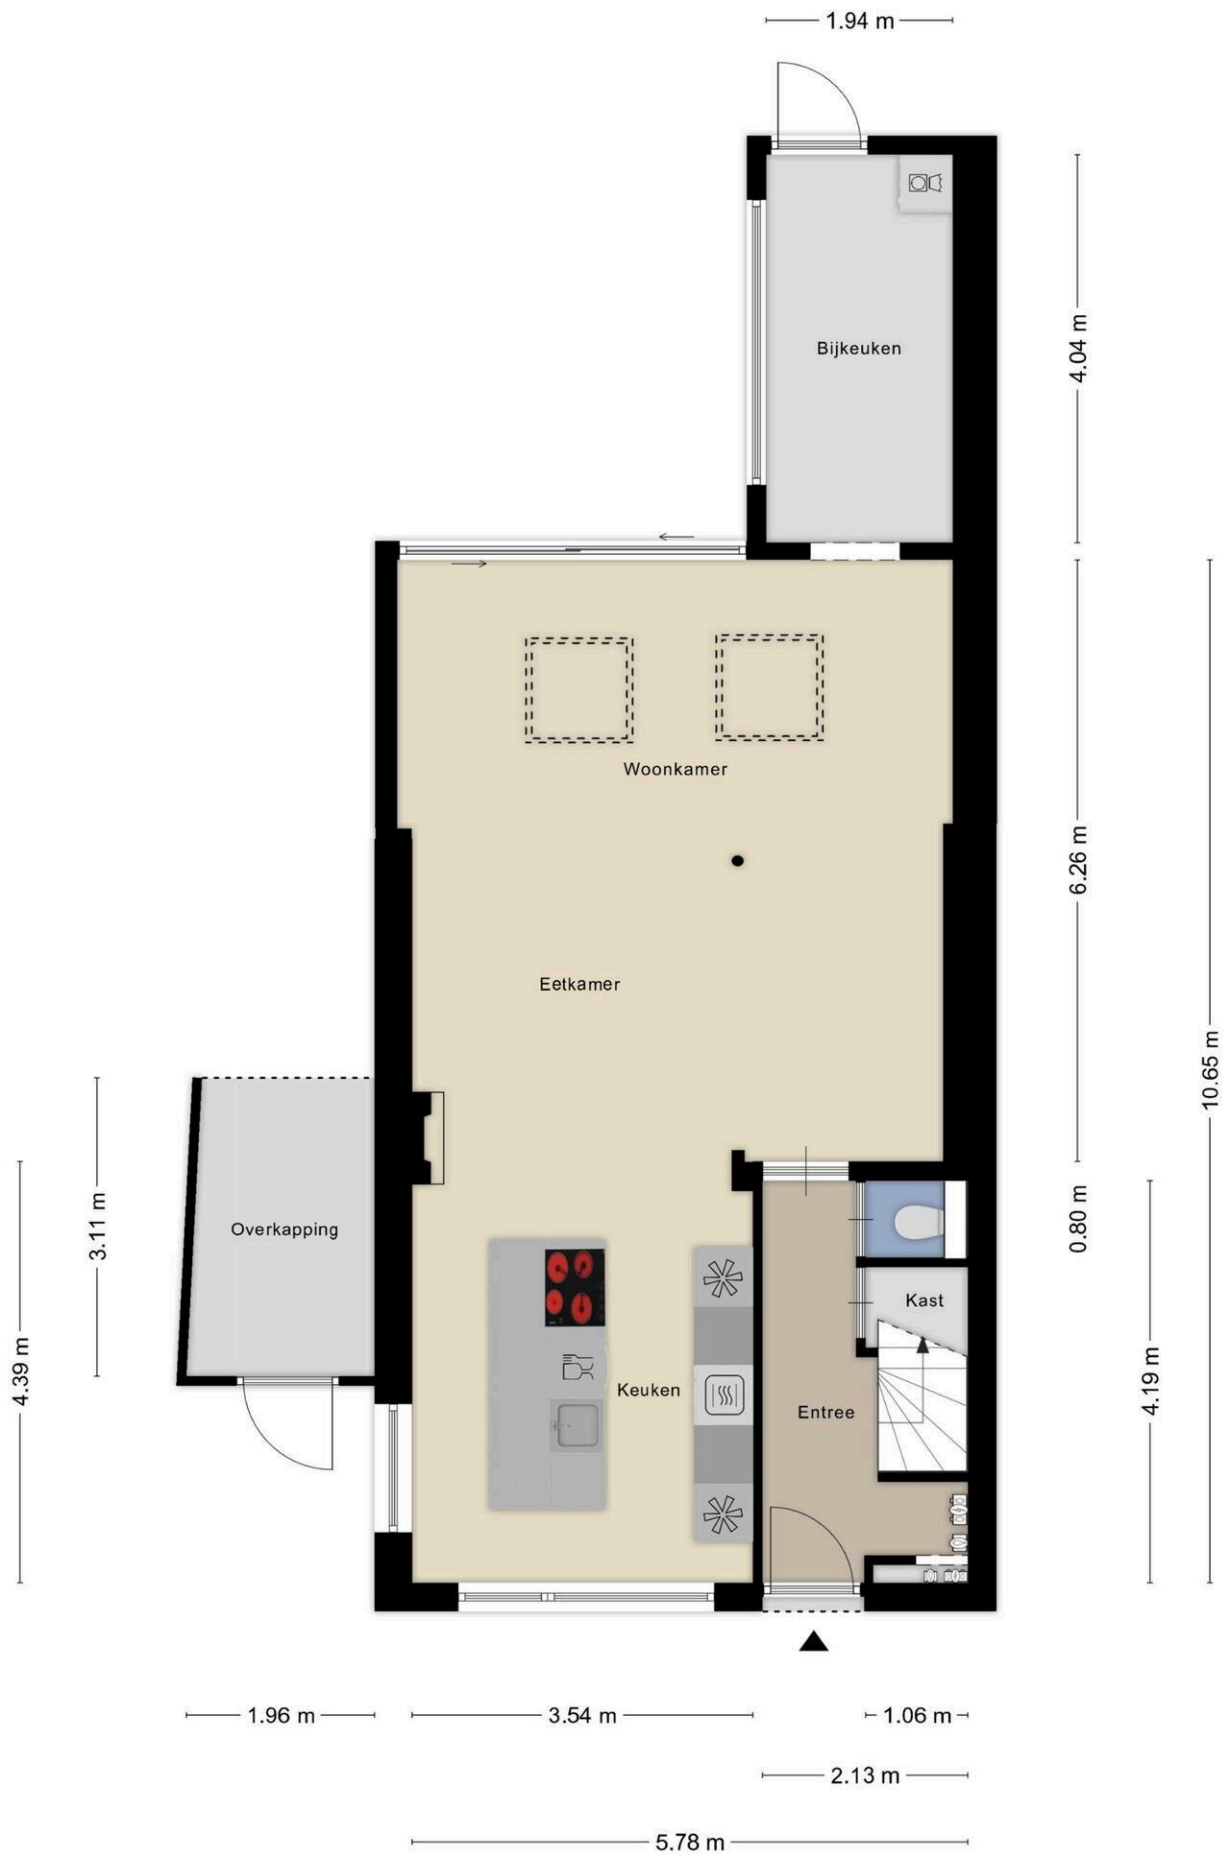 1.94 m
Bijkeuken
4.04 m
Woonkamer
6.26 m
Eetkamer
10.65 m
3.11 m
Overkapping
0.80 m
Kast
4.39 m
Keuken
Entree
4.19 m
1.96 m
3.54 m
1.06 m
2.13 m
5.78 m